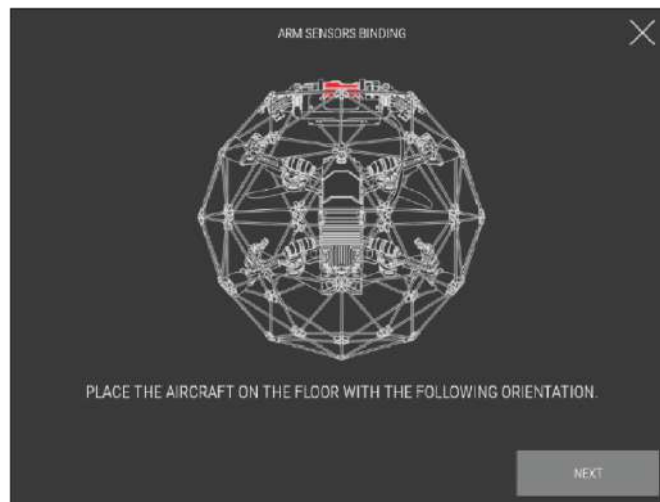 ARM SENSORS BINDING
PLACE THE AIRCRAFT ON THE FLOOR WITH THE FOLLOWING ORIENTATION.
NEXT